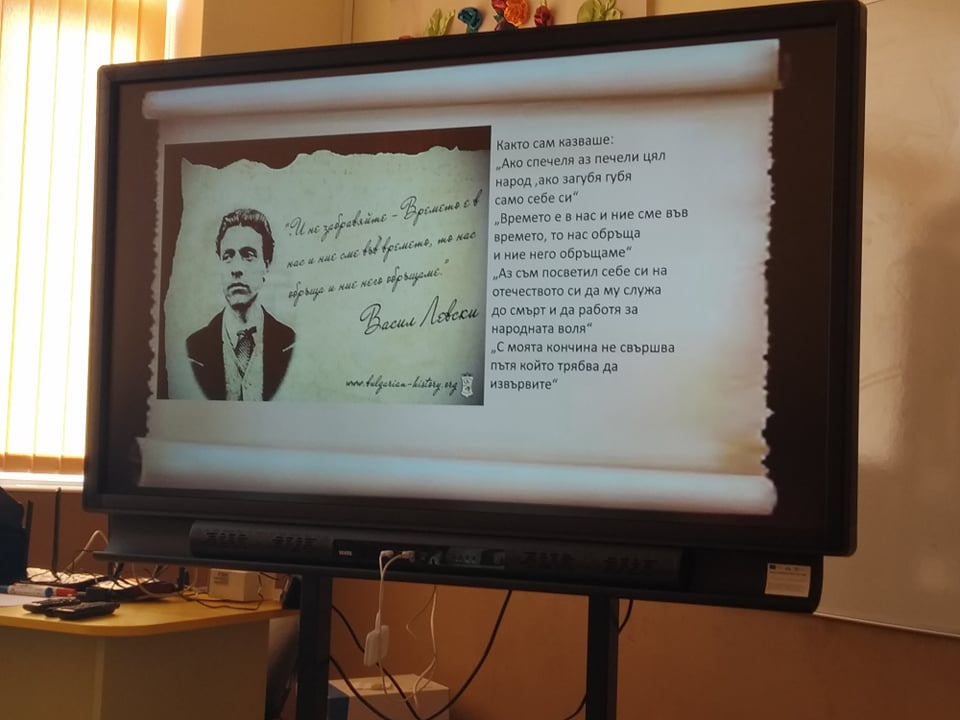 "И не забравяйте - Времето е в
нас и ние сме във времето, то нас
обръща и ние него обръщаме."
Васил Левски
www.bulgarian-history.org
Както сам казваше:
„Ако спечеля аз печели цял
народ ,ако загубя губя
само себе си“
„Времето е в нас и ние сме във
времето, то нас обръща
и ние него обръщаме“
„Аз съм посветил себе си на
отечеството си да му служа
до смърт и да работя за
народната воля“
„С моята кончина не свършва
пътя който трябва да
извървите“